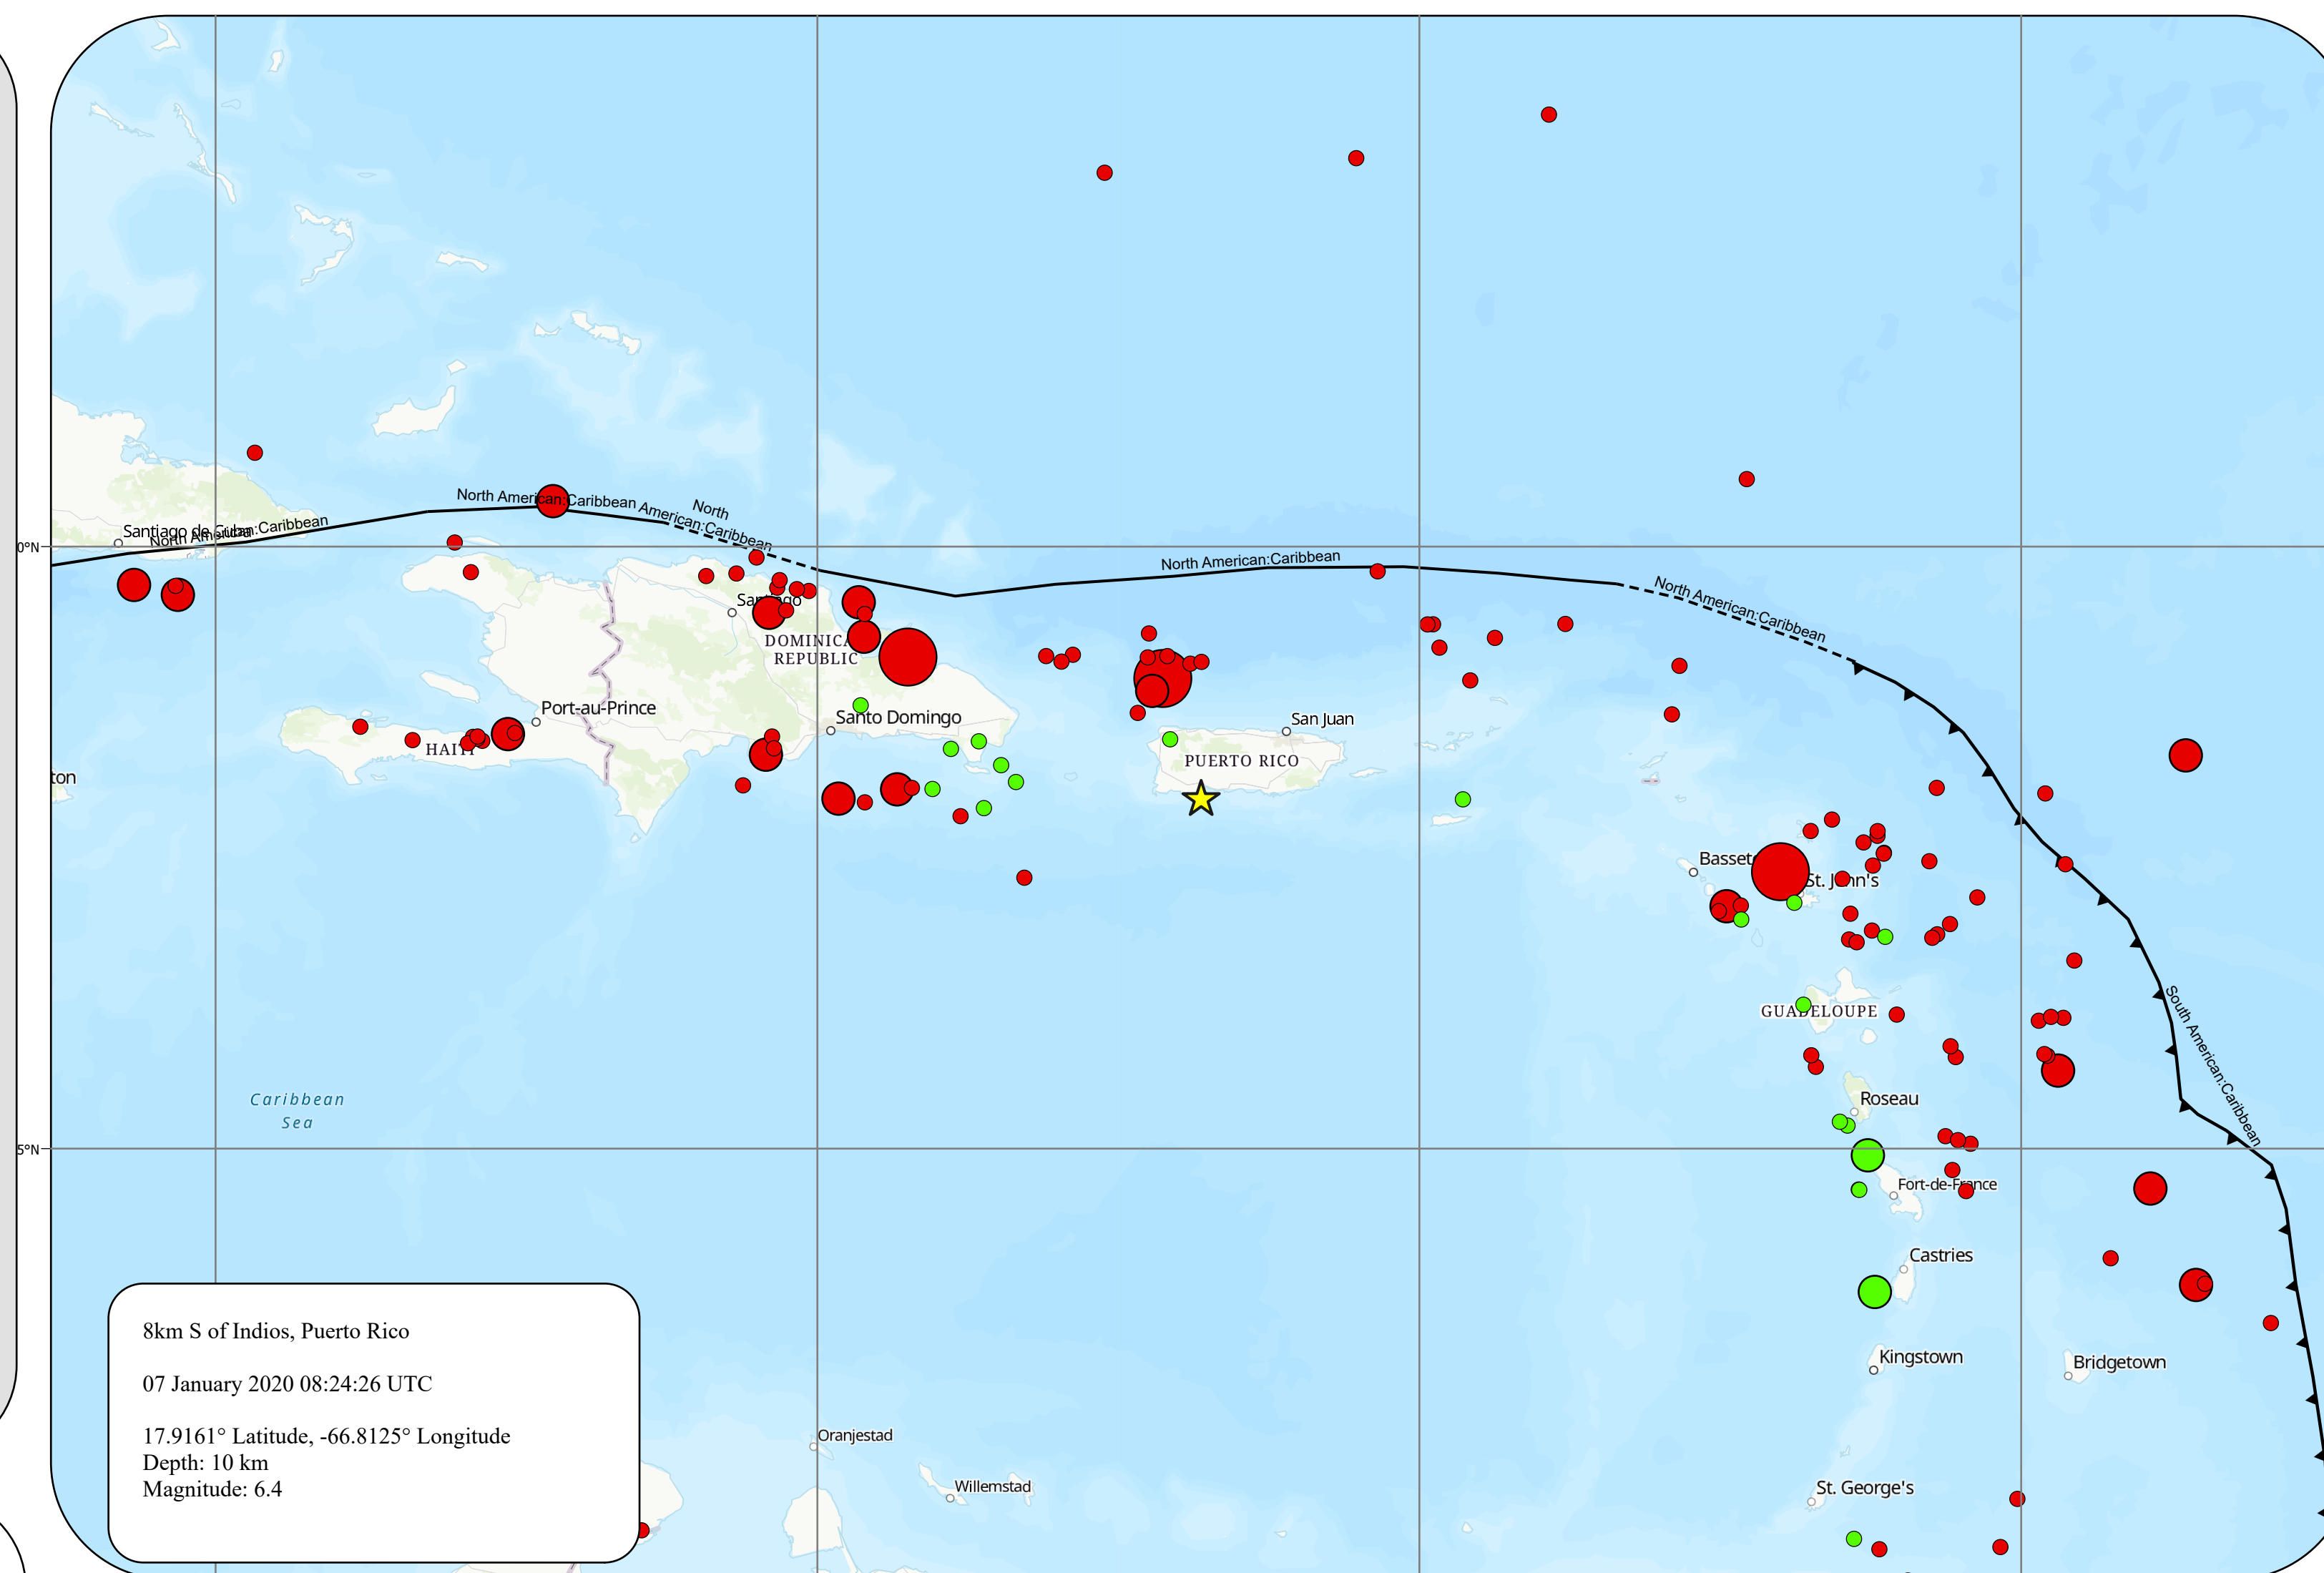 North American:Caribbean
North
American:Caribbean
Santiago de Cuba
North American:Caribbean
0°N
North American:Caribbean
North American:Caribbean
Santiago
DOMINICAN
REPUBLIC
Port-au-Prince
Santo Domingo
San Juan
HAITI
PUERTO RICO
ton
Basseterre
St. John's
GUADELOUPE
South American:Caribbean
Caribbean
Sea
Roseau
5°N
Fort-de-France
Castries
8km S of Indios, Puerto Rico
Kingstown
Bridgetown
07 January 2020 08:24:26 UTC
17.9161° Latitude, -66.8125° Longitude
Oranjestad
Depth: 10 km
Magnitude: 6.4
Willemstad
St. George's